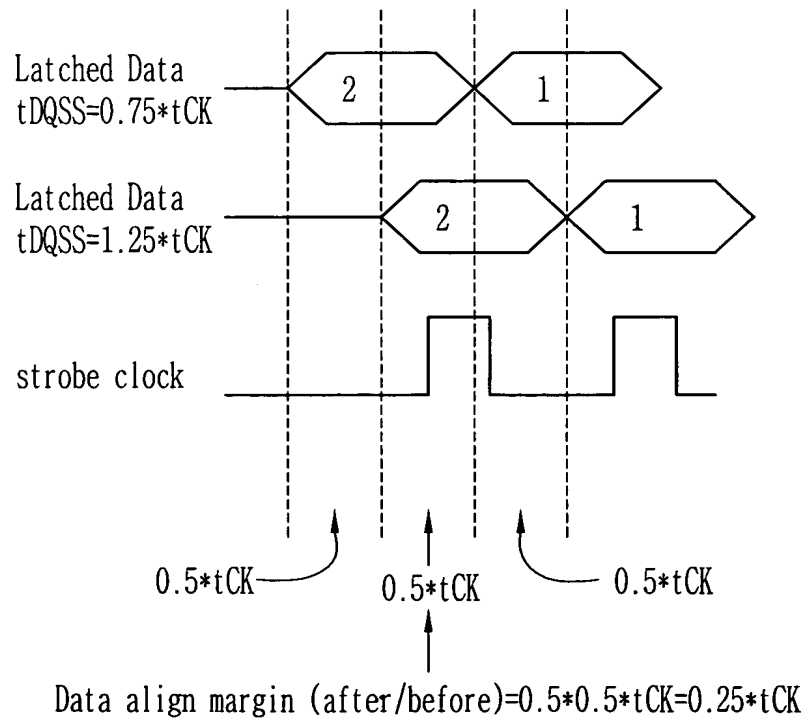 Latched Data
tDQSS=0.75*tCK
2
1
Latched Data
tDQSS=1.25*tCK
2
1
strobe clock
0.5*tCK
0.5*tCK
0.5*tCK
Data align margin (after/before)=0.5*0.5*tCK=0.25*tCK